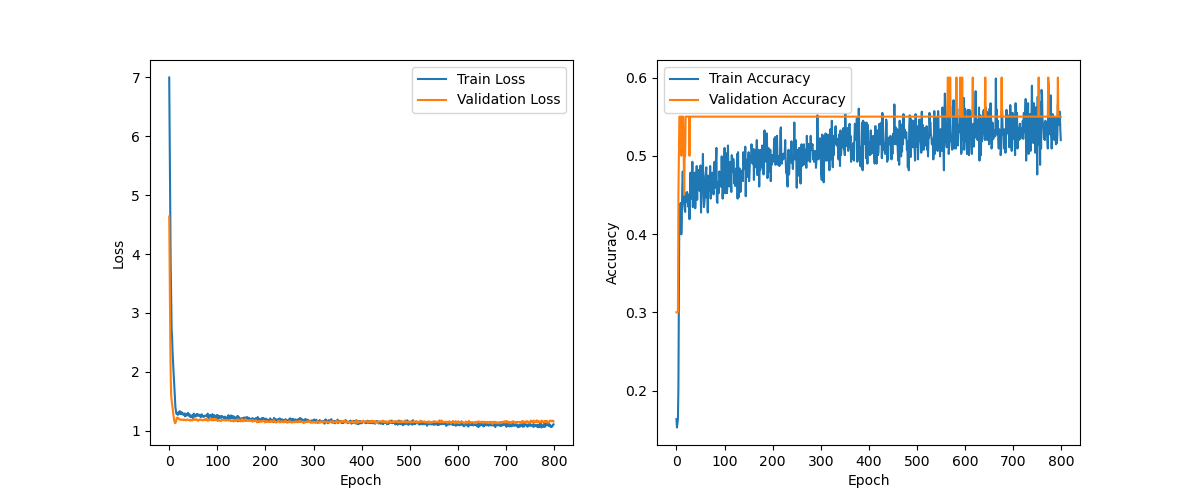 Train Loss
Validation Loss
7
6
5
4
3
2
1
Loss
0 100 200 300 400 500 600 700 800
Epoch
Train Accuracy
Validation Accuracy
0.6
0.5
0.4
0.3
0.2
Accuracy
0 100 200 300 400 500 600 700 800
Epoch